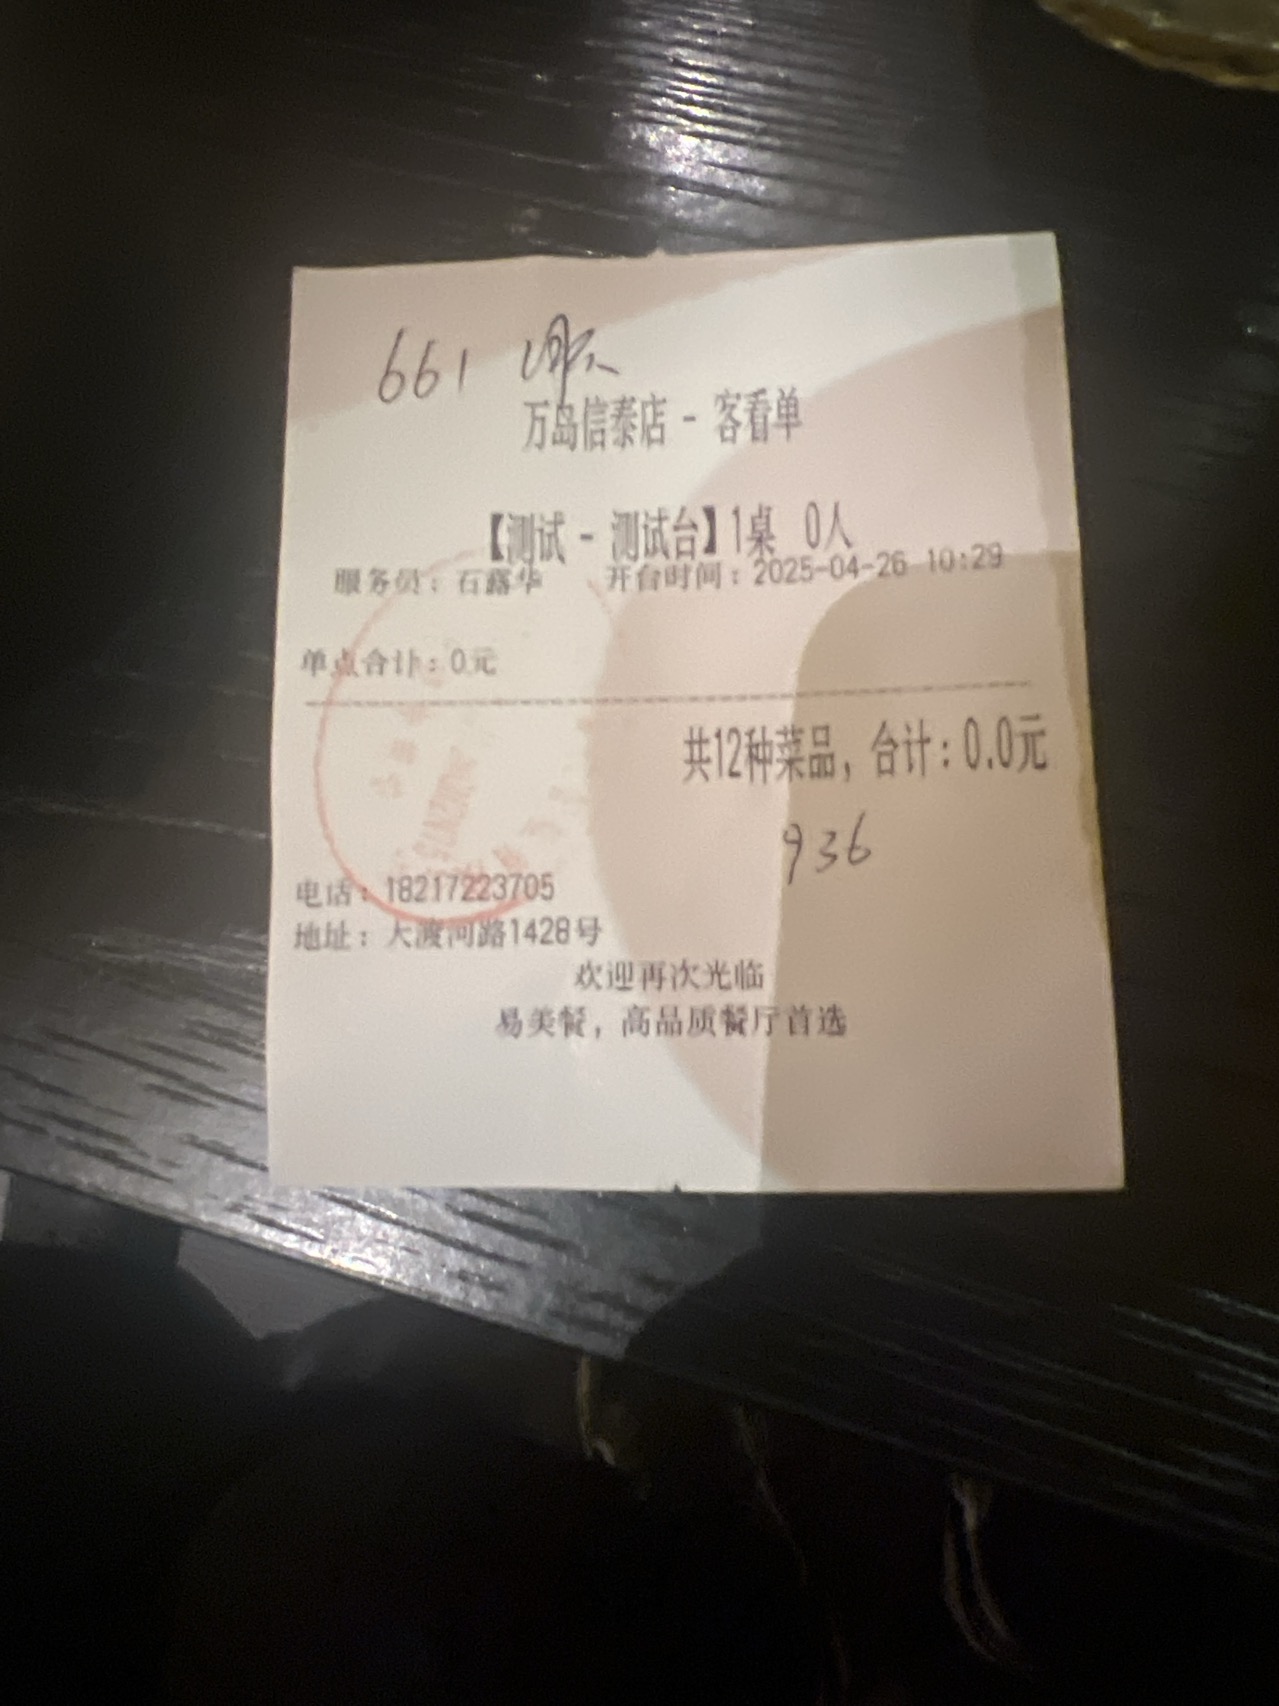 661
万岛信泰店 - 客看单
【测试 - 测试台】1桌 0人
服务员：石露华 开台时间：2025-04-26 10:29
单点合计：0元
共12种菜品，合计：0.0元
936
电话：18217223705
地址：大渡河路1428号
欢迎再次光临
易美餐，高品质餐厅首选